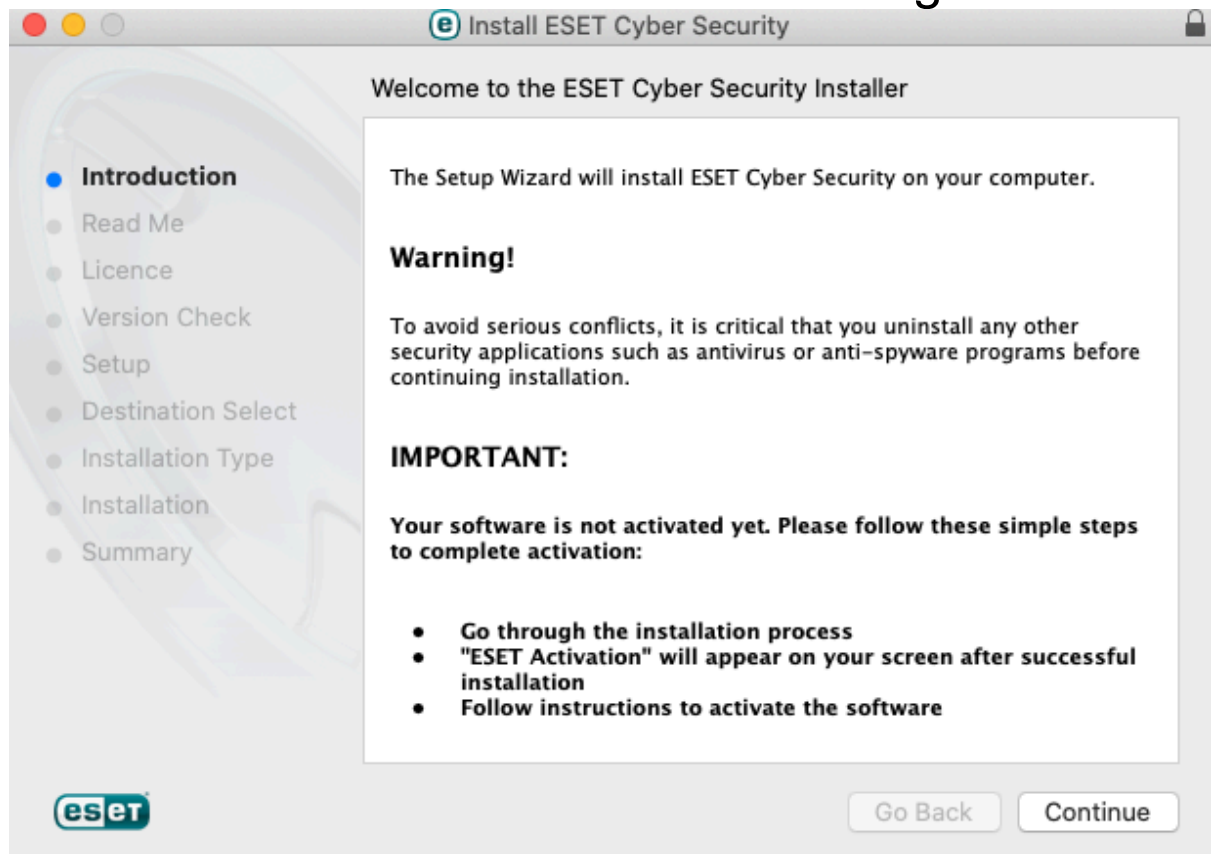 Install ESET Cyber Security
Welcome to the ESET Cyber Security Installer
Introduction
Read Me
Licence
Version Check
Setup
Destination Select
Installation Type
Installation
Summary
The Setup Wizard will install ESET Cyber Security on your computer.
Warning!
To avoid serious conflicts, it is critical that you uninstall any other
security applications such as antivirus or anti-spyware programs before
continuing installation.
IMPORTANT:
Your software is not activated yet. Please follow these simple steps
to complete activation:
• Go through the installation process
• "ESET Activation" will appear on your screen after successful
installation
• Follow instructions to activate the software
eset
Go Back
Continue